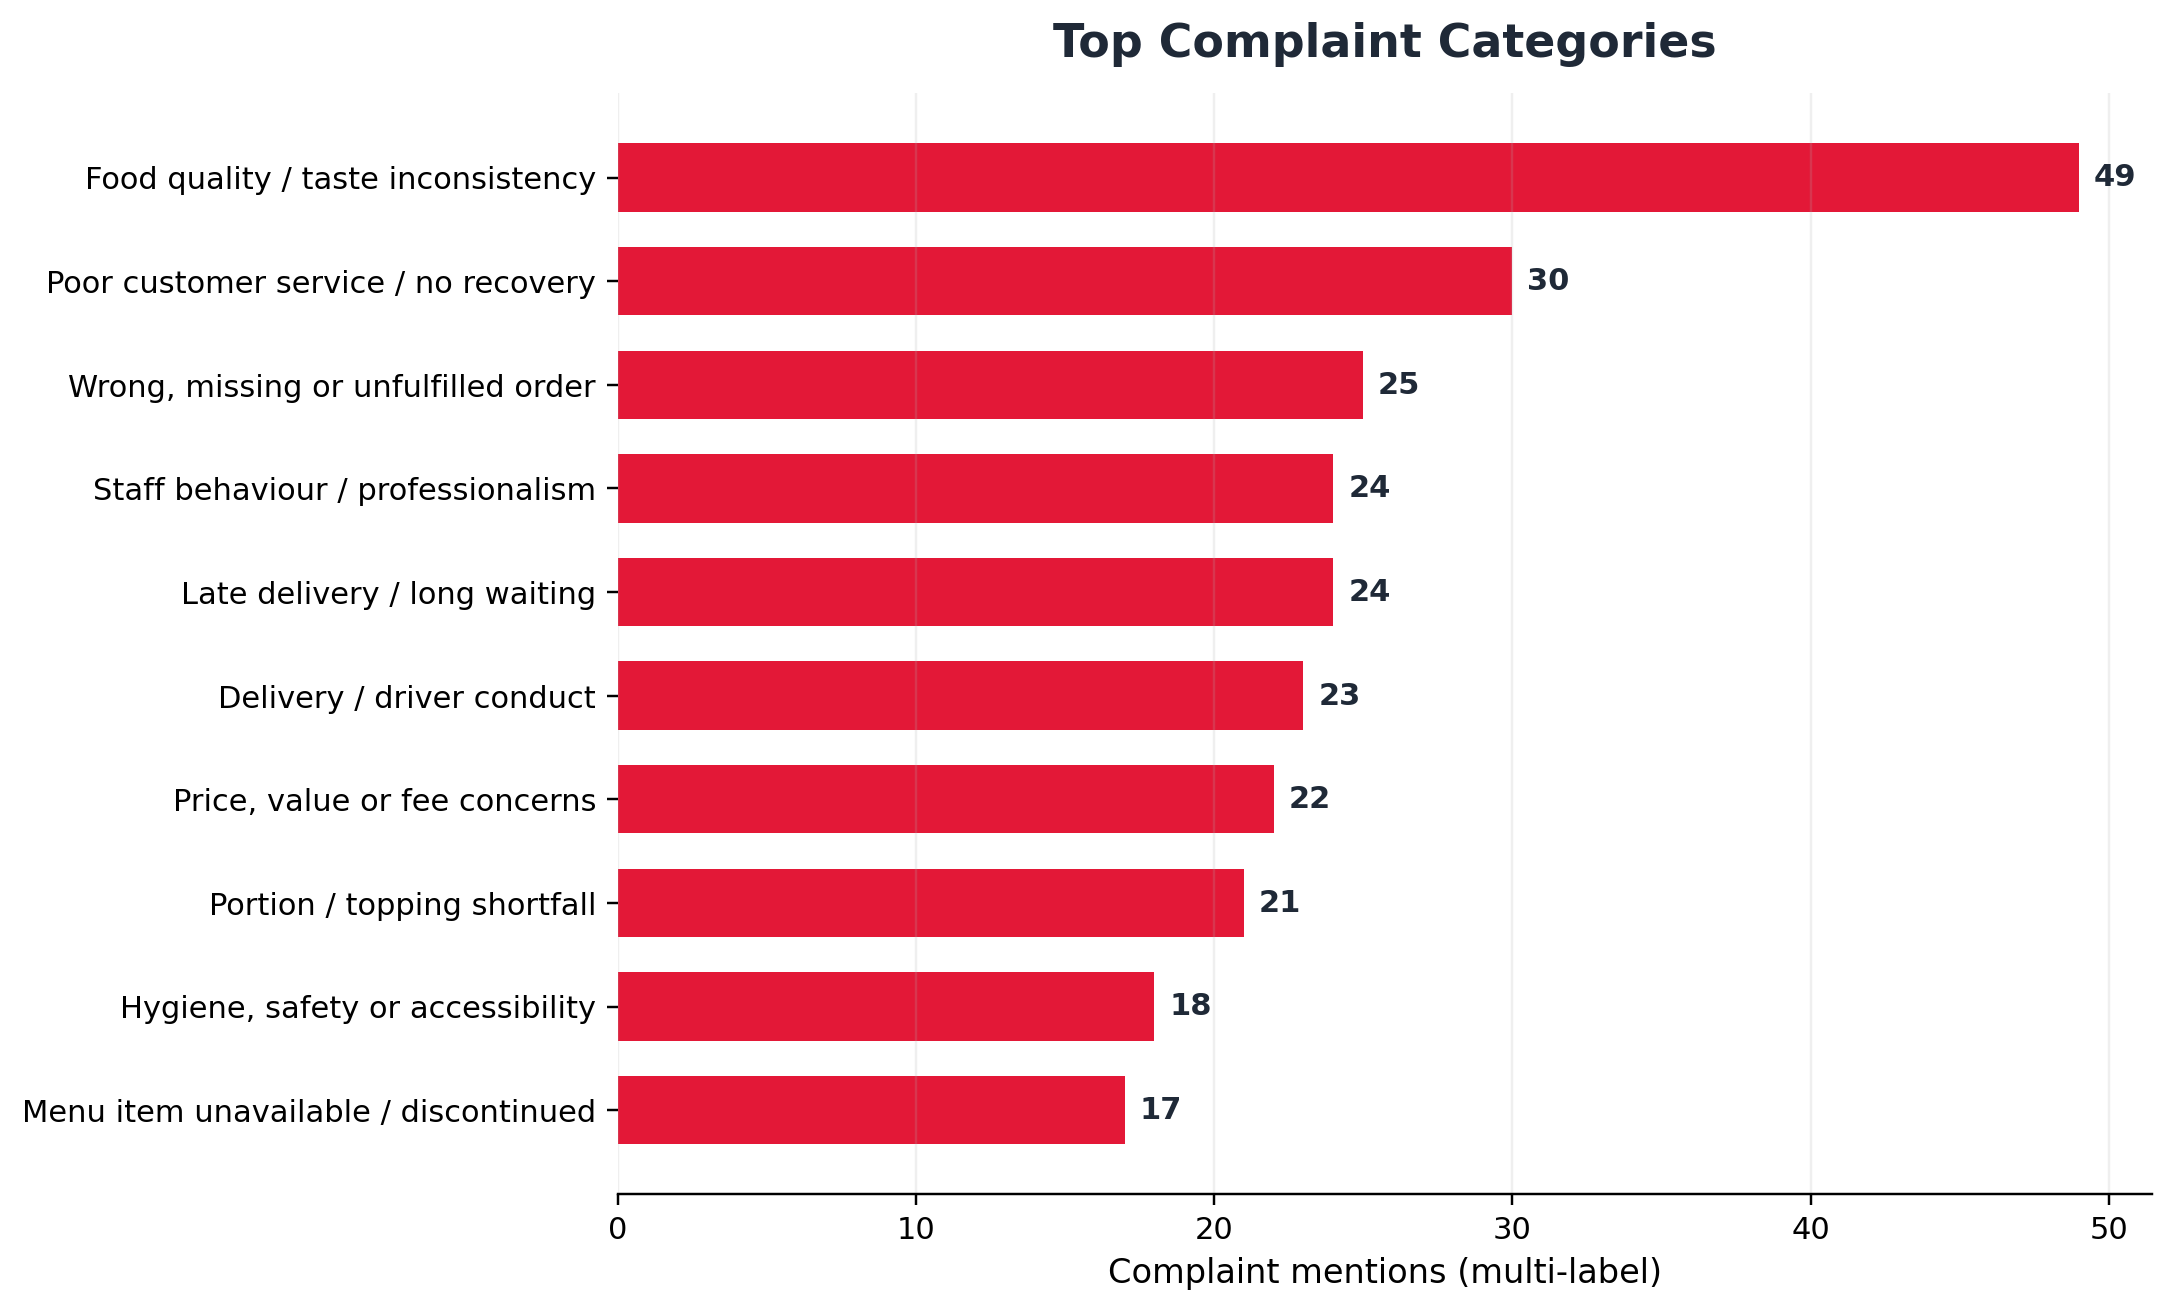 Top Complaint Categories
Food quality / taste inconsistency
49
Poor customer service / no recovery
30
Wrong, missing or unfulfilled order
25
Staff behaviour / professionalism
24
Late delivery / long waiting
24
Delivery / driver conduct
23
Price, value or fee concerns
22
Portion / topping shortfall
21
Hygiene, safety or accessibility
18
Menu item unavailable / discontinued
17
0 10 20 30 40 50
Complaint mentions (multi-label)